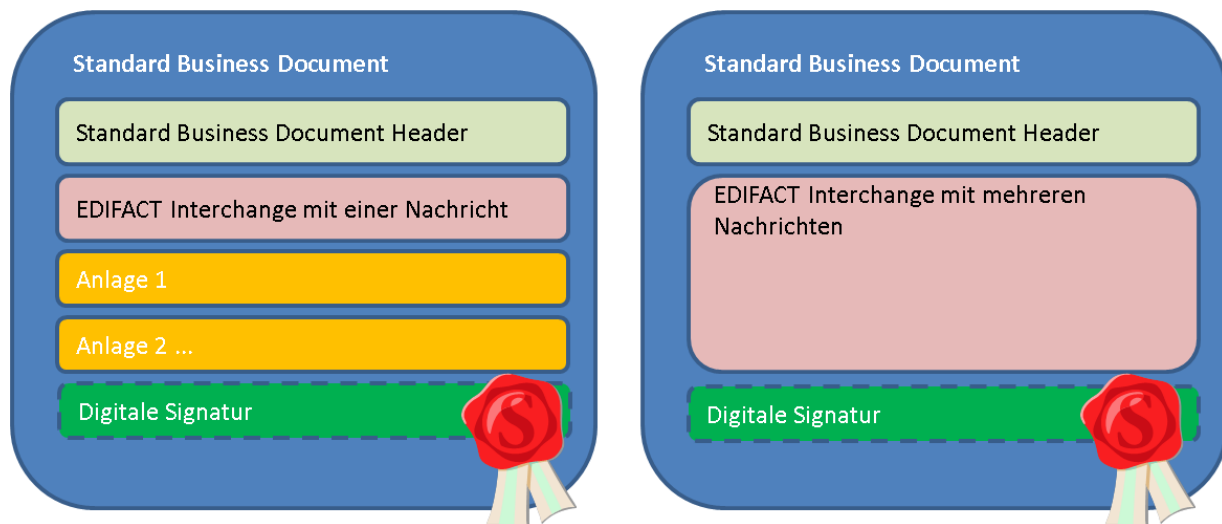 Standard Business Document
Standard Business Document Header
EDIFACT Interchange mit einer Nachricht
Anlage 1
Anlage 2 ...
Digitale Signatur
S
Standard Business Document
Standard Business Document Header
EDIFACT Interchange mit mehreren
Nachrichten
Digitale Signatur
S